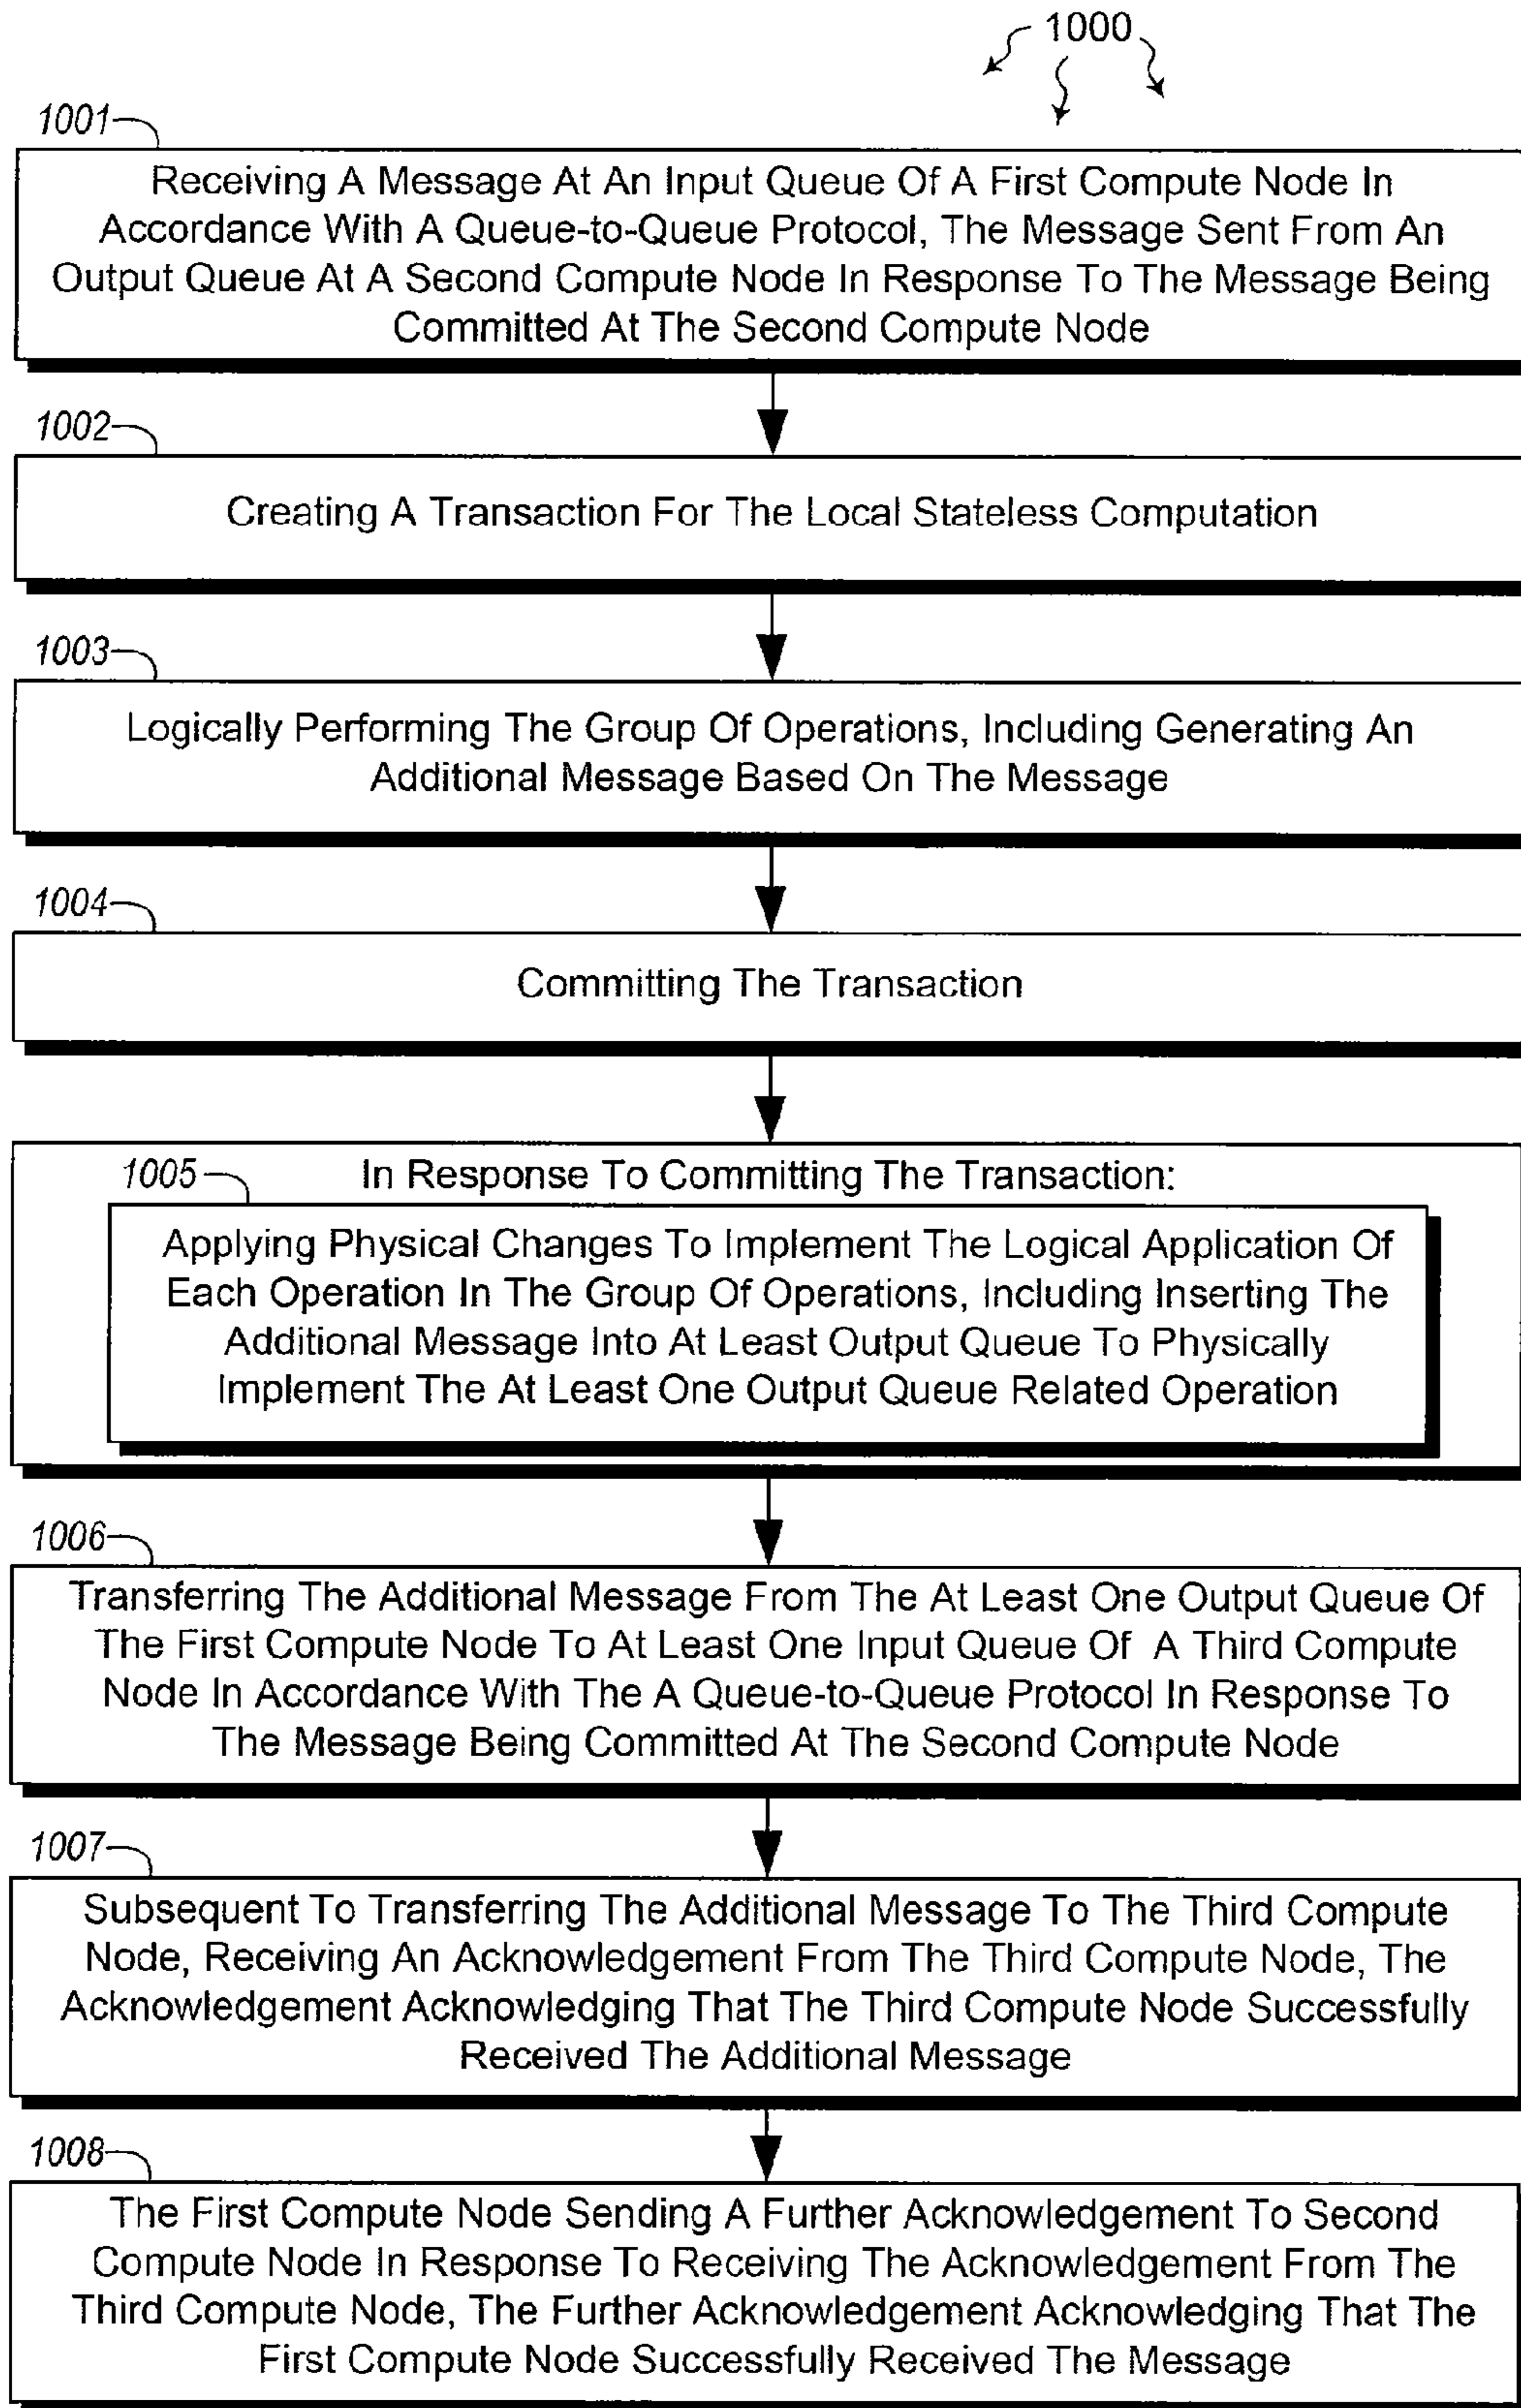 1000
1001
Receiving A Message At An Input Queue Of A First Compute Node In
Accordance With A Queue-to-Queue Protocol, The Message Sent From An
Output Queue At A Second Compute Node In Response To The Message Being
Committed At The Second Compute Node
1002
Creating A Transaction For The Local Stateless Computation
1003
Logically Performing The Group Of Operations, Including Generating An
Additional Message Based On The Message
1004
Committing The Transaction
1005
In Response To Committing The Transaction:
Applying Physical Changes To Implement The Logical Application Of
Each Operation In The Group Of Operations, Including Inserting The
Additional Message Into At Least Output Queue To Physically
Implement The At Least One Output Queue Related Operation
1006
Transferring The Additional Message From The At Least One Output Queue Of
The First Compute Node To At Least One Input Queue Of A Third Compute
Node In Accordance With The A Queue-to-Queue Protocol In Response To
The Message Being Committed At The Second Compute Node
1007
Subsequent To Transferring The Additional Message To The Third Compute
Node, Receiving An Acknowledgement From The Third Compute Node, The
Acknowledgement Acknowledging That The Third Compute Node Successfully
Received The Additional Message
1008
The First Compute Node Sending A Further Acknowledgement To Second
Compute Node In Response To Receiving The Acknowledgement From The
Third Compute Node, The Further Acknowledgement Acknowledging That The
First Compute Node Successfully Received The Message